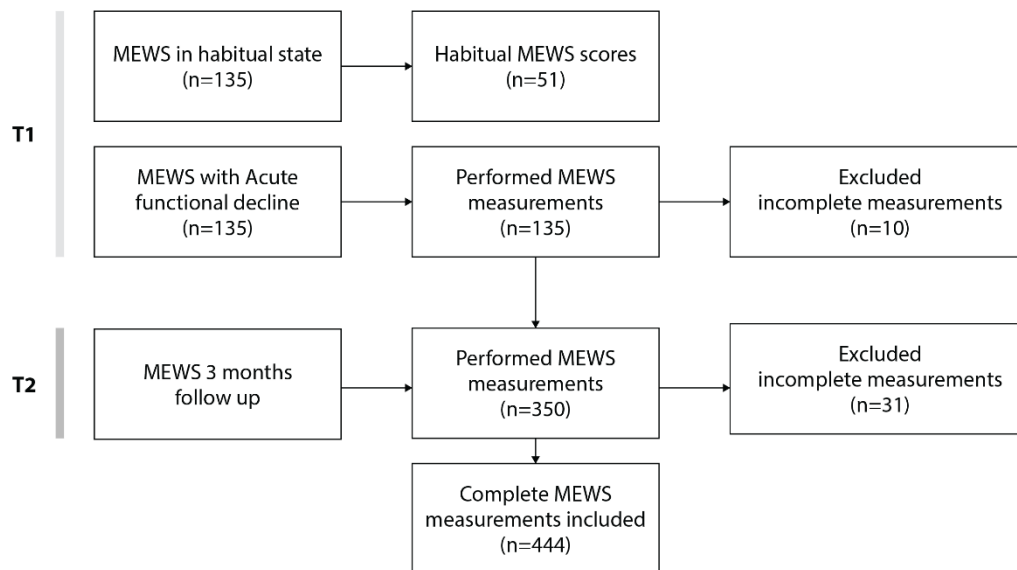 T1
MEWS in habitual state
(n=135)
Habitual MEWS scores
(n=51)
MEWS with Acute
functional decline
(n=135)
Performed MEWS
measurements
(n=135)
Excluded
incomplete measurements
(n=10)
T2
MEWS 3 months
follow up
Performed MEWS
measurements
(n=350)
Excluded
incomplete measurements
(n=31)
Complete MEWS
measurements included
(n=444)